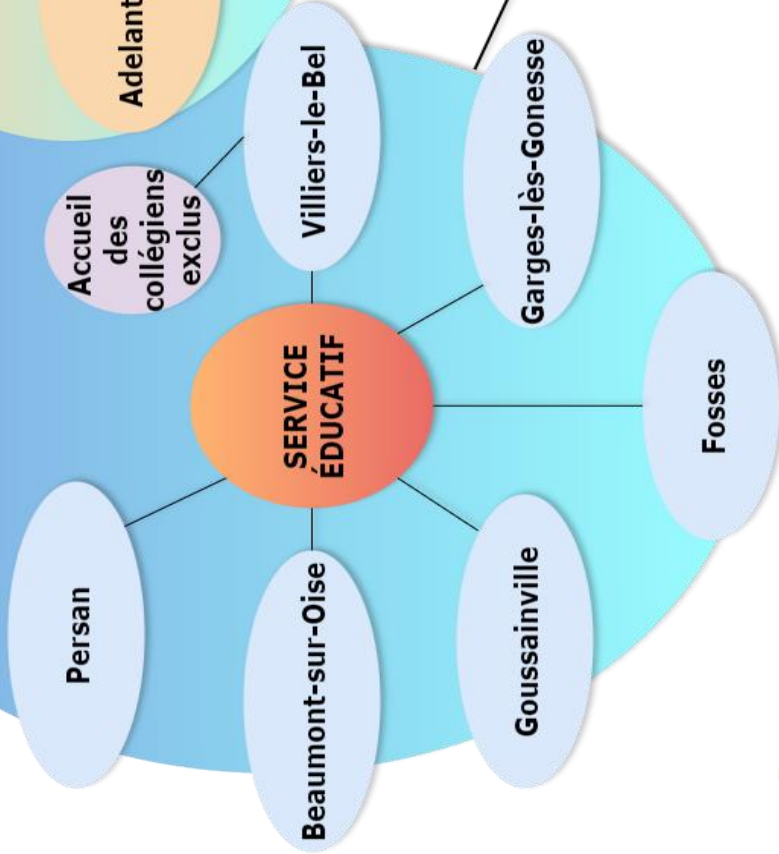 Adelant
Accueil
des
collégiens
exclus
Villiers-le-Bel
Garges-lès-Gonesse
SERVICE
ÉDUCATIF
Fosses
Persan
Beaumont-sur-Oise
Goussainville